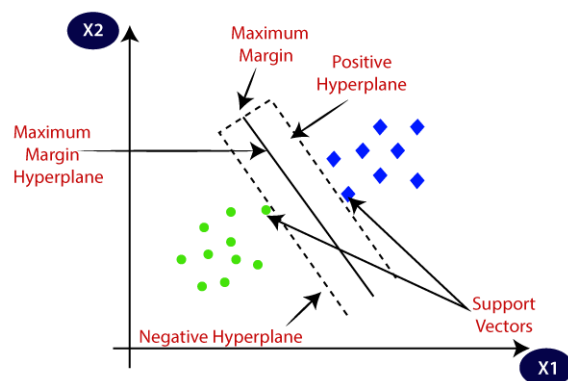 X2
Maximum
Margin
Positive
Hyperplane
Maximum
Margin
Hyperplane
Support
Vectors
Negative Hyperplane
X1